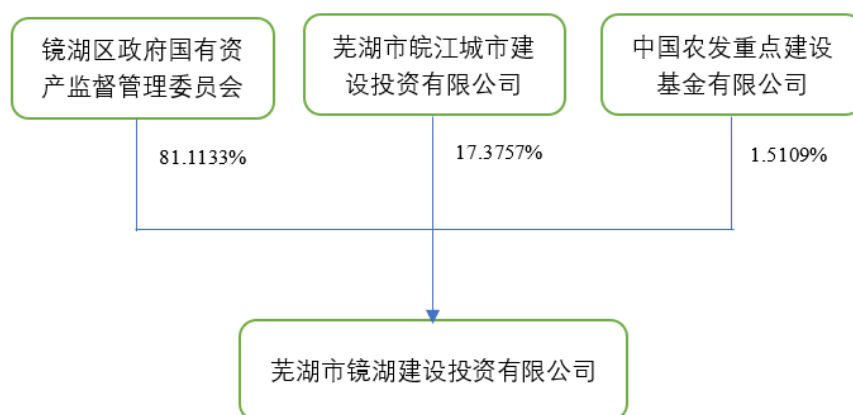 镜湖区政府国有资
产监督管理委员会
芜湖市皖江城市建
设投资有限公司
中国农发重点建设
基金有限公司
81.1133%
17.3757%
1.5109%
芜湖市镜湖建设投资有限公司